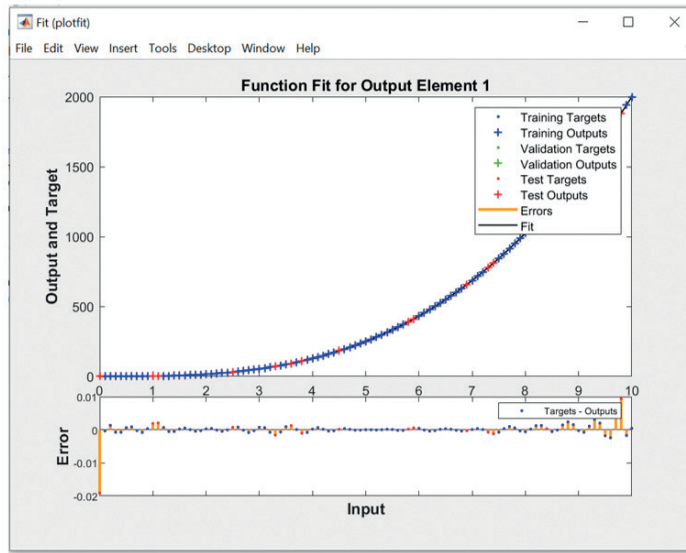 Fit (plotfit)
File Edit View Insert Tools Desktop Window Help
Function Fit for Output Element 1
Output and Target
2000
1500
1000
500
0
Training Targets
Training Outputs
Validation Targets
Validation Outputs
Test Targets
Test Outputs
Errors
Fit
0 1 2 3 4 5 6 7 8 9 10
Error
0.01
0
-0.01
-0.02
Targets - Outputs
Input